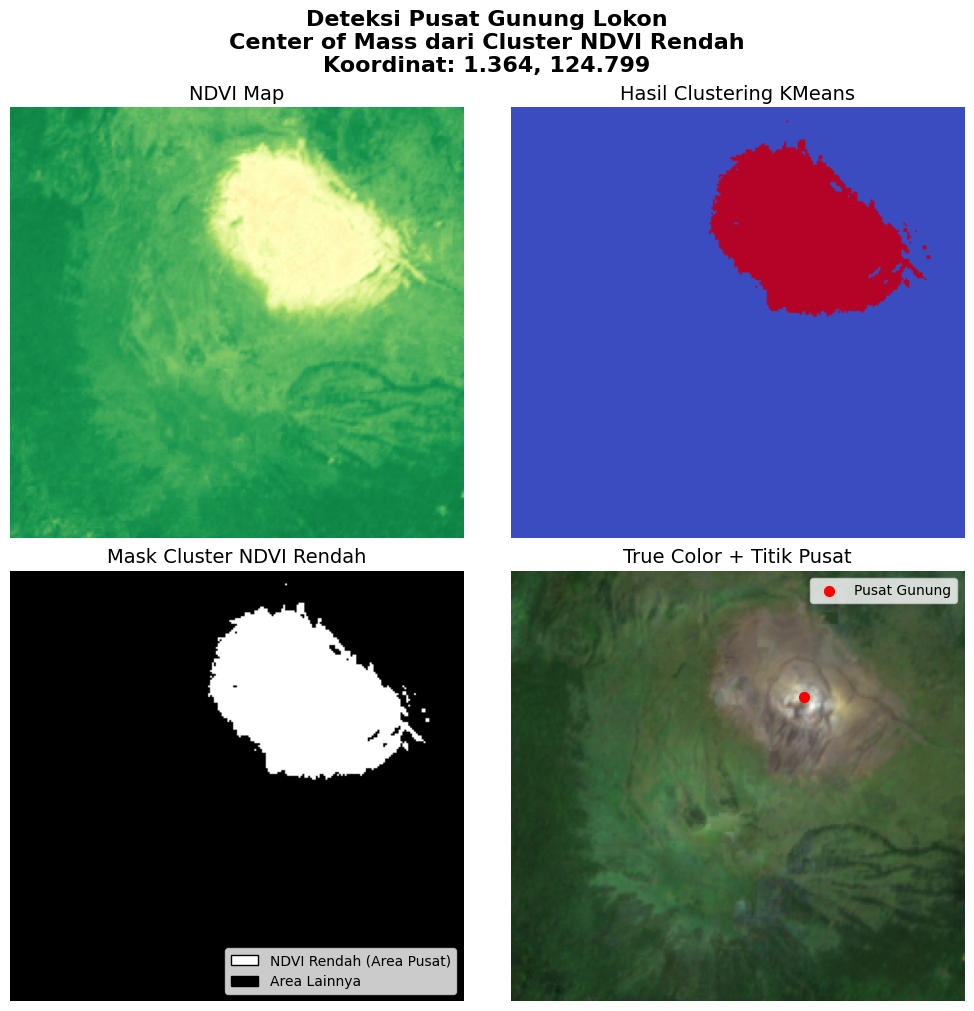 Deteksi Pusat Gunung Lokon
Center of Mass dari Cluster NDVI Rendah
Koordinat: 1.364, 124.799
NDVI Map
Hasil Clustering KMeans
Mask Cluster NDVI Rendah
NDVI Rendah (Area Pusat)
Area Lainnya
True Color + Titik Pusat
Pusat Gunung